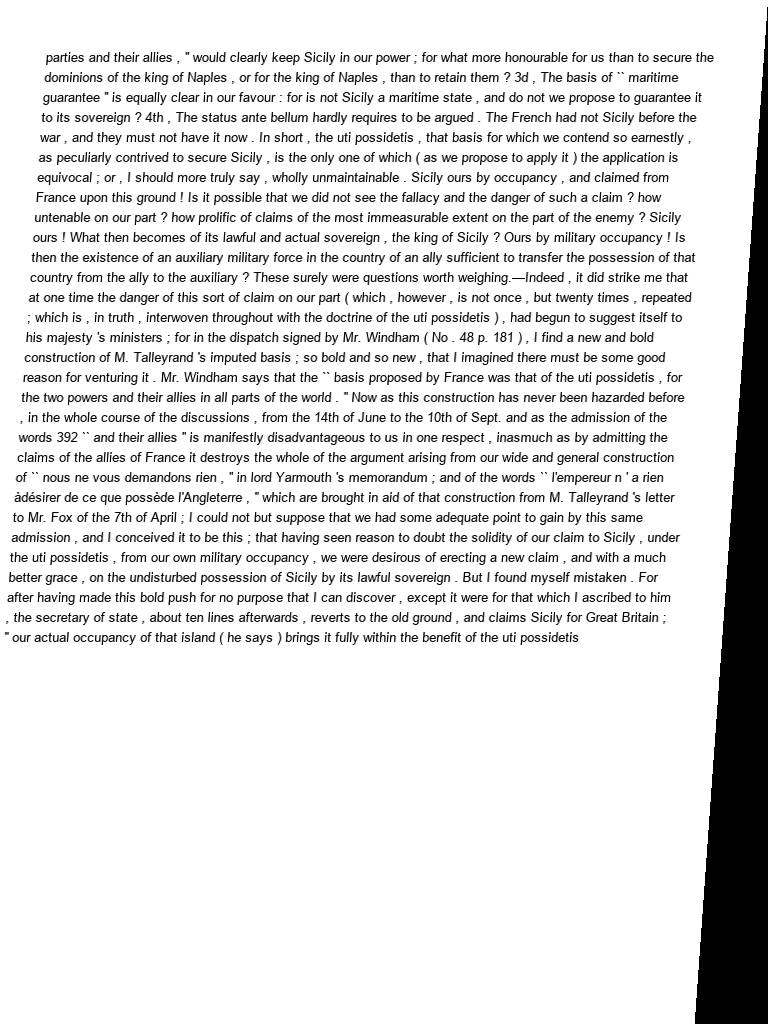 parties and their allies , " would clearly keep Sicily in our power ; for what more honourable for us than to secure the
dominions of the king of Naples , or for the king of Naples , than to retain them ? 3d , The basis of `` maritime
guarantee " is equally clear in our favour : for is not Sicily a maritime state , and do not we propose to guarantee it
to its sovereign ? 4th , The status ante bellum hardly requires to be argued . The French had not Sicily before the
war , and they must not have it now . In short , the uti possidetis , that basis for which we contend so earnestly ,
as peculiarly contrived to secure Sicily , is the only one of which ( as we propose to apply it ) the application is
equivocal ; or , I should more truly say , wholly unmaintainable . Sicily ours by occupancy , and claimed from
France upon this ground ! Is it possible that we did not see the fallacy and the danger of such a claim ? how
untenable on our part ? how prolific of claims of the most immeasurable extent on the part of the enemy ? Sicily
ours ! What then becomes of its lawful and actual sovereign , the king of Sicily ? Ours by military occupancy ! Is
then the existence of an auxiliary military force in the country of an ally sufficient to transfer the possession of that
country from the ally to the auxiliary ? These surely were questions worth weighing.—Indeed , it did strike me that
at one time the danger of this sort of claim on our part ( which , however , is not once , but twenty times , repeated
; which is , in truth , interwoven throughout with the doctrine of the uti possidetis ) , had begun to suggest itself to
his majesty 's ministers ; for in the dispatch signed by Mr. Windham ( No . 48 p. 181 ) , I find a new and bold
construction of M. Talleyrand 's imputed basis ; so bold and so new , that I imagined there must be some good
reason for venturing it . Mr. Windham says that the `` basis proposed by France was that of the uti possidetis , for
the two powers and their allies in all parts of the world . " Now as this construction has never been hazarded before
, in the whole course of the discussions , from the 14th of June to the 10th of Sept. and as the admission of the
words 392 `` and their allies " is manifestly disadvantageous to us in one respect , inasmuch as by admitting the
claims of the allies of France it destroys the whole of the argument arising from our wide and general construction
of `` nous ne vous demandons rien , " in lord Yarmouth 's memorandum ; and of the words `` l'empereur n ' a rien
àdésirer de ce que possède l'Angleterre , " which are brought in aid of that construction from M. Talleyrand 's letter
to Mr. Fox of the 7th of April ; I could not but suppose that we had some adequate point to gain by this same
admission , and I conceived it to be this ; that having seen reason to doubt the solidity of our claim to Sicily , under
the uti possidetis , from our own military occupancy , we were desirous of erecting a new claim , and with a much
better grace , on the undisturbed possession of Sicily by its lawful sovereign . But I found myself mistaken . For
after having made this bold push for no purpose that I can discover , except it were for that which I ascribed to him
, the secretary of state , about ten lines afterwards , reverts to the old ground , and claims Sicily for Great Britain ;
" our actual occupancy of that island ( he says ) brings it fully within the benefit of the uti possidetis